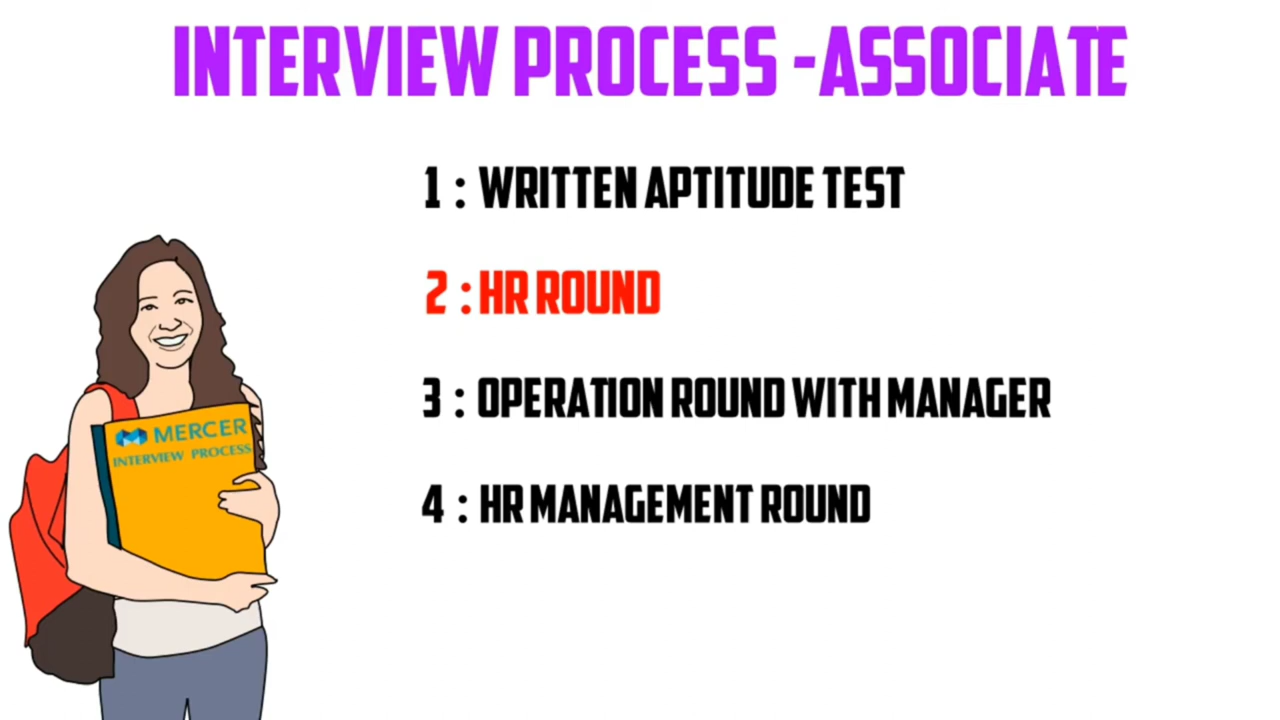 INTERVIEW PROCESS -ASSOCIATE
1 : WRITTEN APTITUDE TEST
2 : HR ROUND
3 : OPERATION ROUND WITH MANAGER
4 : HR MANAGEMENT ROUND
MERCER
INTERVIEW PROCESS